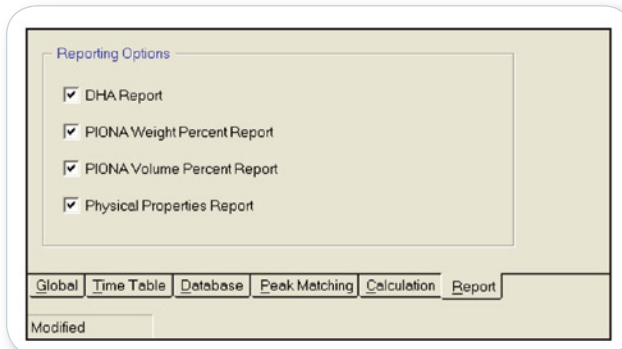 Reporting Options
DHA Report
PIONA Weight Percent Report
PIONA Volume Percent Report
Physical Properties Report
Global Time Table Database Peak Matching Calculation Report
Modified